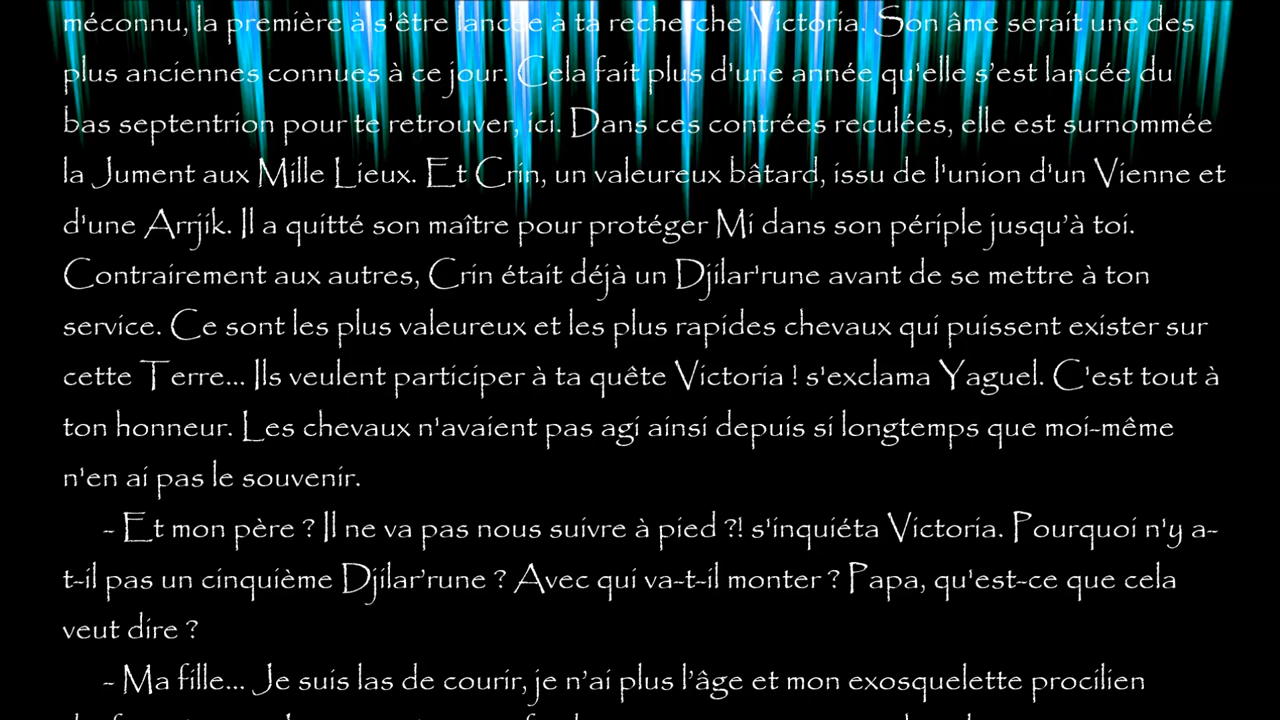 méconnu, la première à s'être lancée à ta recherche Victoria. Son âme serait une des
plus anciennes connues à ce jour. Cela fait plus d'une année qu'elle s'est lancée du
bas septentrion pour te retrouver, ici. Dans ces contrées reculées, elle est surnommée
la Jument aux Mille Lieux. Et Crin, un valeureux bâtard, issu de l'union d'un Vienne et
d'une Arrjik. Il a quitté son maître pour protéger Mi dans son périple jusqu'à toi.
Contrairement aux autres, Crin était déjà un Djilar'rune avant de se mettre à ton
service. Ce sont les plus valeureux et les plus rapides chevaux qui puissent exister sur
cette Terre... Ils veulent participer à ta quête Victoria ! s'exclama Yaguel. C'est tout à
ton honneur. Les chevaux n'avaient pas agi ainsi depuis si longtemps que moi-même
n'en ai pas le souvenir.
- Et mon père ? Il ne va pas nous suivre à pied ?! s'inquiéta Victoria. Pourquoi n'y a-
t-il pas un cinquième Djilar'rune ? Avec qui va-t-il monter ? Papa, qu'est-ce que cela
veut dire ?
- Ma fille... Je suis las de courir, je n'ai plus l'âge et mon exosquelette procilien